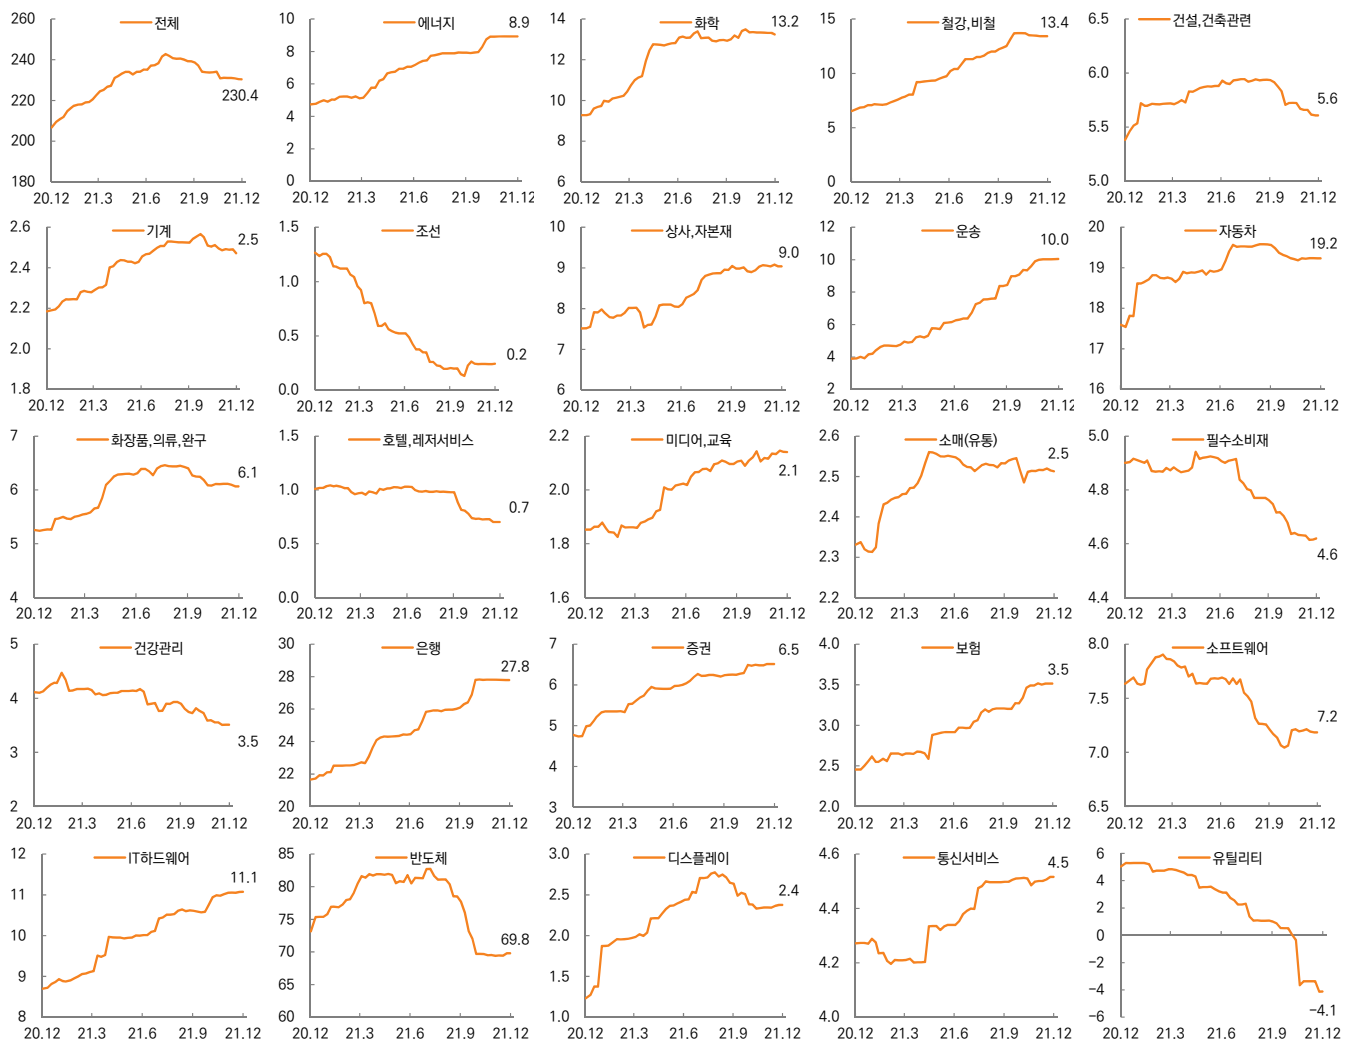 전체
260
240
220
200
180
230.4
20.12 21.3 21.6 21.9 21.12
에너지
10
8
6
4
2
0
8.9
20.12 21.3 21.6 21.9 21.12
화학
14
12
10
8
6
13.2
20.12 21.3 21.6 21.9 21.12
철강,비철
15
10
5
0
13.4
20.12 21.3 21.6 21.9 21.12
건설,건축관련
6.5
6.0
5.5
5.0
5.6
20.12 21.3 21.6 21.9 21.12
기계
2.6
2.4
2.2
2.0
1.8
2.5
20.12 21.3 21.6 21.9 21.12
조선
1.5
1.0
0.5
0.0
0.2
20.12 21.3 21.6 21.9 21.12
상사,자본재
10
9
8
7
6
9.0
20.12 21.3 21.6 21.9 21.12
운송
12
10
8
6
4
2
10.0
20.12 21.3 21.6 21.9 21.12
자동차
20
19
18
17
16
19.2
20.12 21.3 21.6 21.9 21.12
화장품,의류,완구
7
6
5
4
6.1
20.12 21.3 21.6 21.9 21.12
호텔,레저서비스
1.5
1.0
0.5
0.0
0.7
20.12 21.3 21.6 21.9 21.12
미디어,교육
2.2
2.0
1.8
1.6
2.1
20.12 21.3 21.6 21.9 21.12
소매(유통)
2.6
2.5
2.4
2.3
2.2
2.5
20.12 21.3 21.6 21.9 21.12
필수소비재
5.0
4.8
4.6
4.4
4.6
20.12 21.3 21.6 21.9 21.12
건강관리
5
4
3
2
3.5
20.12 21.3 21.6 21.9 21.12
은행
30
28
26
24
22
20
27.8
20.12 21.3 21.6 21.9 21.12
증권
7
6
5
4
3
6.5
20.12 21.3 21.6 21.9 21.12
보험
4.0
3.5
3.0
2.5
2.0
3.5
20.12 21.3 21.6 21.9 21.12
소프트웨어
8.0
7.5
7.0
6.5
7.2
20.12 21.3 21.6 21.9 21.12
IT하드웨어
12
11
10
9
8
11.1
20.12 21.3 21.6 21.9 21.12
반도체
85
80
75
70
65
60
69.8
20.12 21.3 21.6 21.9 21.12
디스플레이
3.0
2.5
2.0
1.5
1.0
2.4
20.12 21.3 21.6 21.9 21.12
통신서비스
4.6
4.4
4.2
4.0
4.5
20.12 21.3 21.6 21.9 21.12
유틸리티
6
4
2
0
−2
−4
−6
−4.1
20.12 21.3 21.6 21.9 21.12